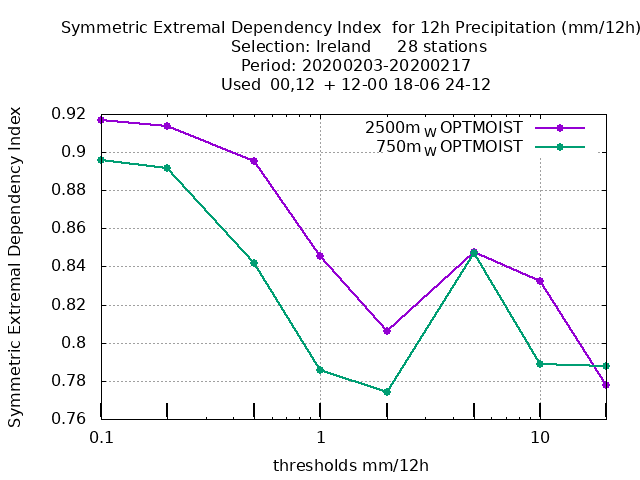 Symmetric Extremal Dependency Index  for 12h Precipitation (mm/12h)
Selection: Ireland     28 stations
Period: 20200203-20200217
Used  00,12  + 12-00 18-06 24-12
2500m W OPTMOIST
750m W OPTMOIST
Symmetric Extremal Dependency Index
0.92
0.9
0.88
0.86
0.84
0.82
0.8
0.78
0.76
0.1 1 10
thresholds mm/12h